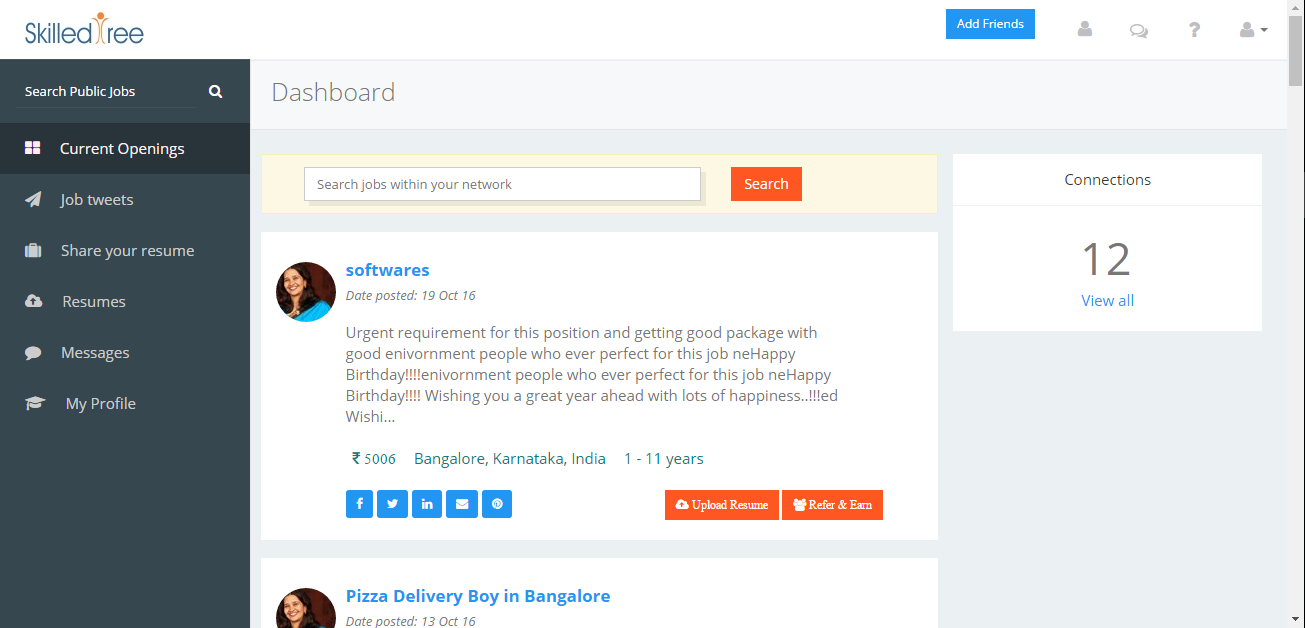 SkilledTree
Add Friends
?
Search Public Jobs
Dashboard
Current Openings
Job tweets
Share your resume
Resumes
Messages
My Profile
Search jobs within your network
Search
Connections
12
View all
softwares
Date posted: 19 Oct 16
Urgent requirement for this position and getting good package with
good enivornment people who ever perfect for this job neHappy
Birthday!!!!enivornment people who ever perfect for this job neHappy
Birthday!!!! Wishing you a great year ahead with lots of happiness..!!!ed
Wishi...
₹ 5006 Bangalore, Karnataka, India 1 - 11 years
Upload Resume Refer & Earn
Pizza Delivery Boy in Bangalore
Date posted: 13 Oct 16